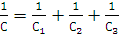 1/C = 1/C₁ + 1/C₂ + 1/C₃